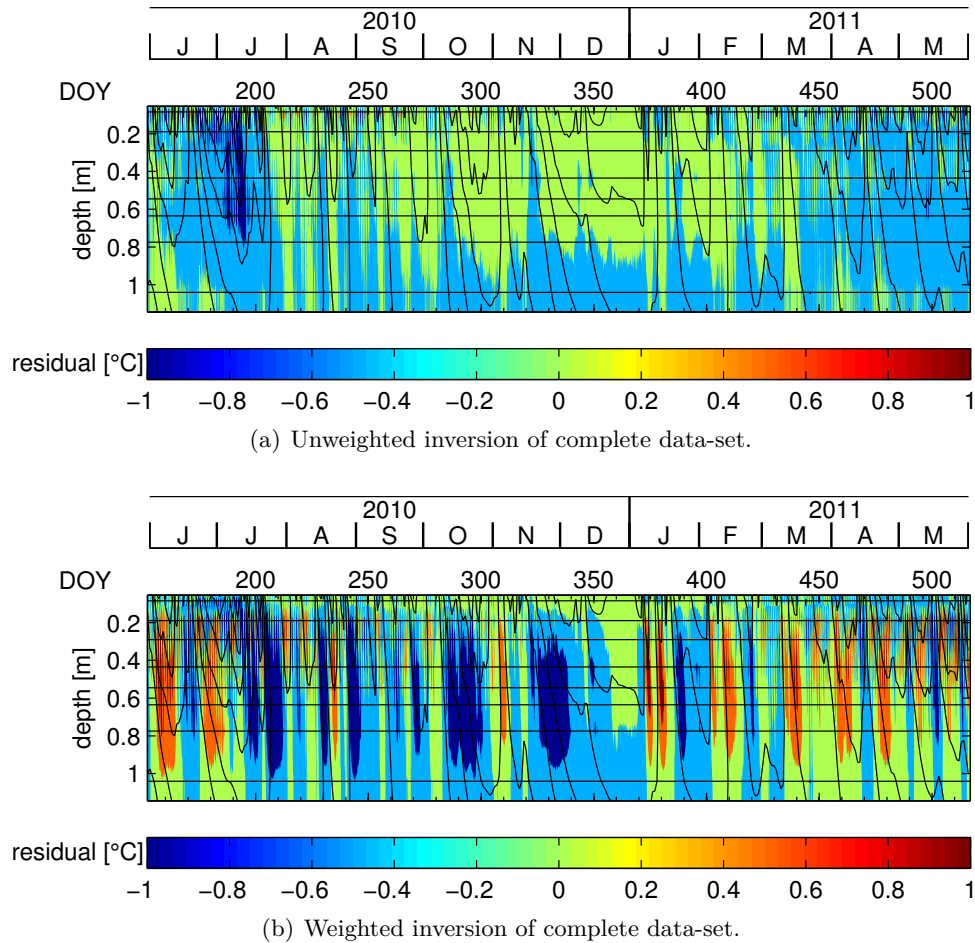 2010 2011
J J A S O N D J F M A M
DOY 200 250 300 350 400 450 500
depth [m]
0.2
0.4
0.6
0.8
1
residual [°C]
−1 −0.8 −0.6 −0.4 −0.2 0 0.2 0.4 0.6 0.8 1
(a) Unweighted inversion of complete data-set.
2010 2011
J J A S O N D J F M A M
DOY 200 250 300 350 400 450 500
depth [m]
0.2
0.4
0.6
0.8
1
residual [°C]
−1 −0.8 −0.6 −0.4 −0.2 0 0.2 0.4 0.6 0.8 1
(b) Weighted inversion of complete data-set.